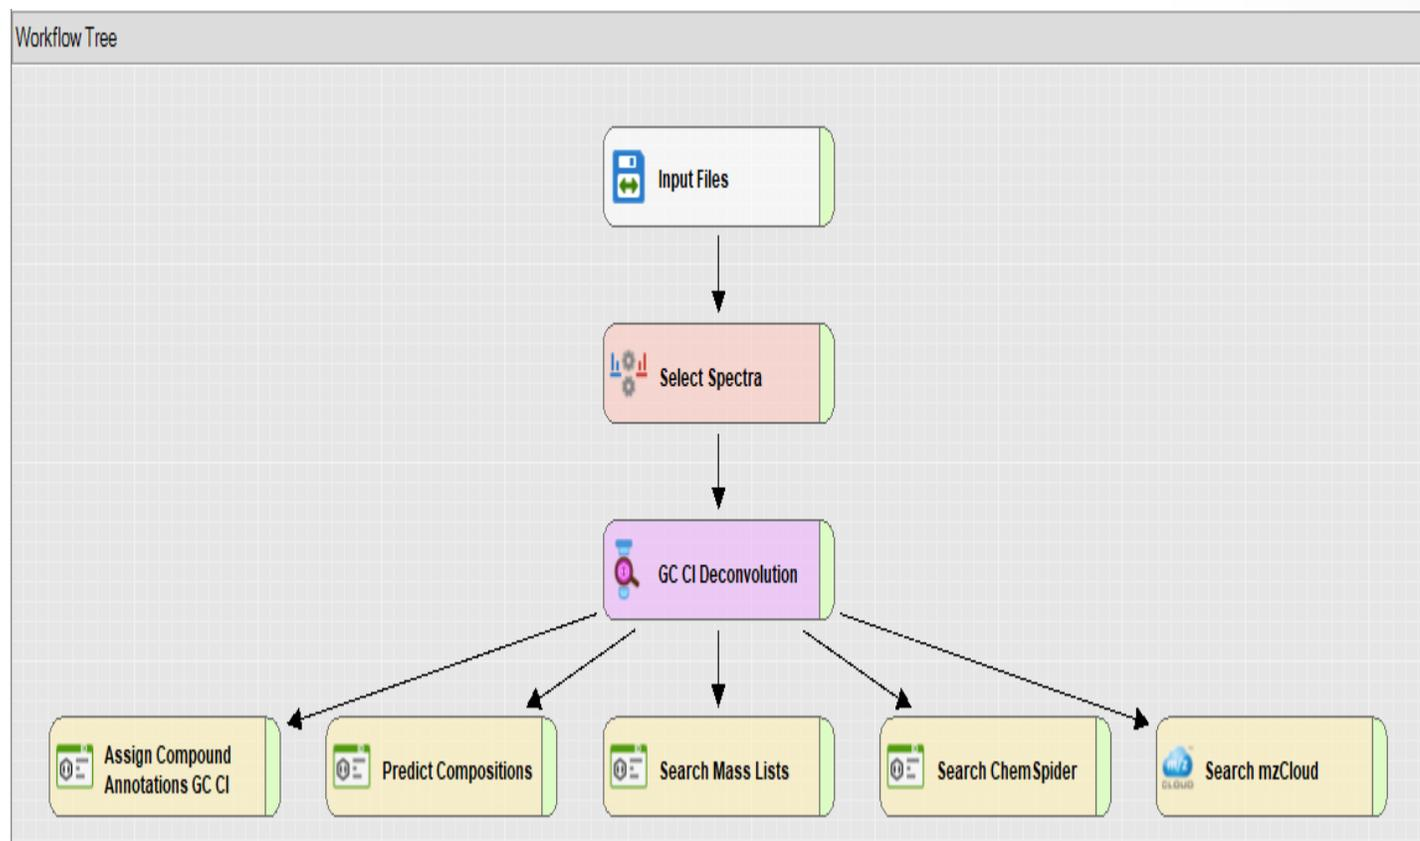 Workflow Tree
Input Files
Select Spectra
GC CI Deconvolution
Assign Compound
Annotations GC CI
Predict Compositions
Search Mass Lists
Search ChemSpider
m/z
CLOUD
Search mzCloud